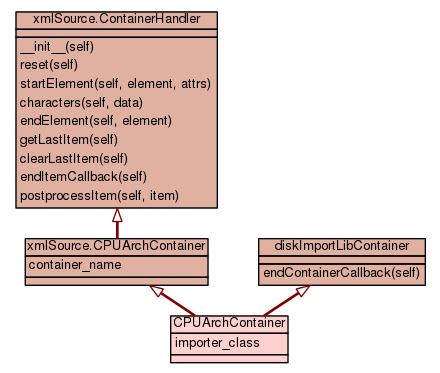 xmlSource.ContainerHandler
__init__(self)
reset(self)
startElement(self, element, attrs)
characters(self, data)
endElement(self, element)
getLastItem(self)
clearLastItem(self)
endItemCallback(self)
postprocessItem(self, item)
xmlSource.CPUArchContainer
container_name
diskImportLibContainer
endContainerCallback(self)
CPUArchContainer
importer_class